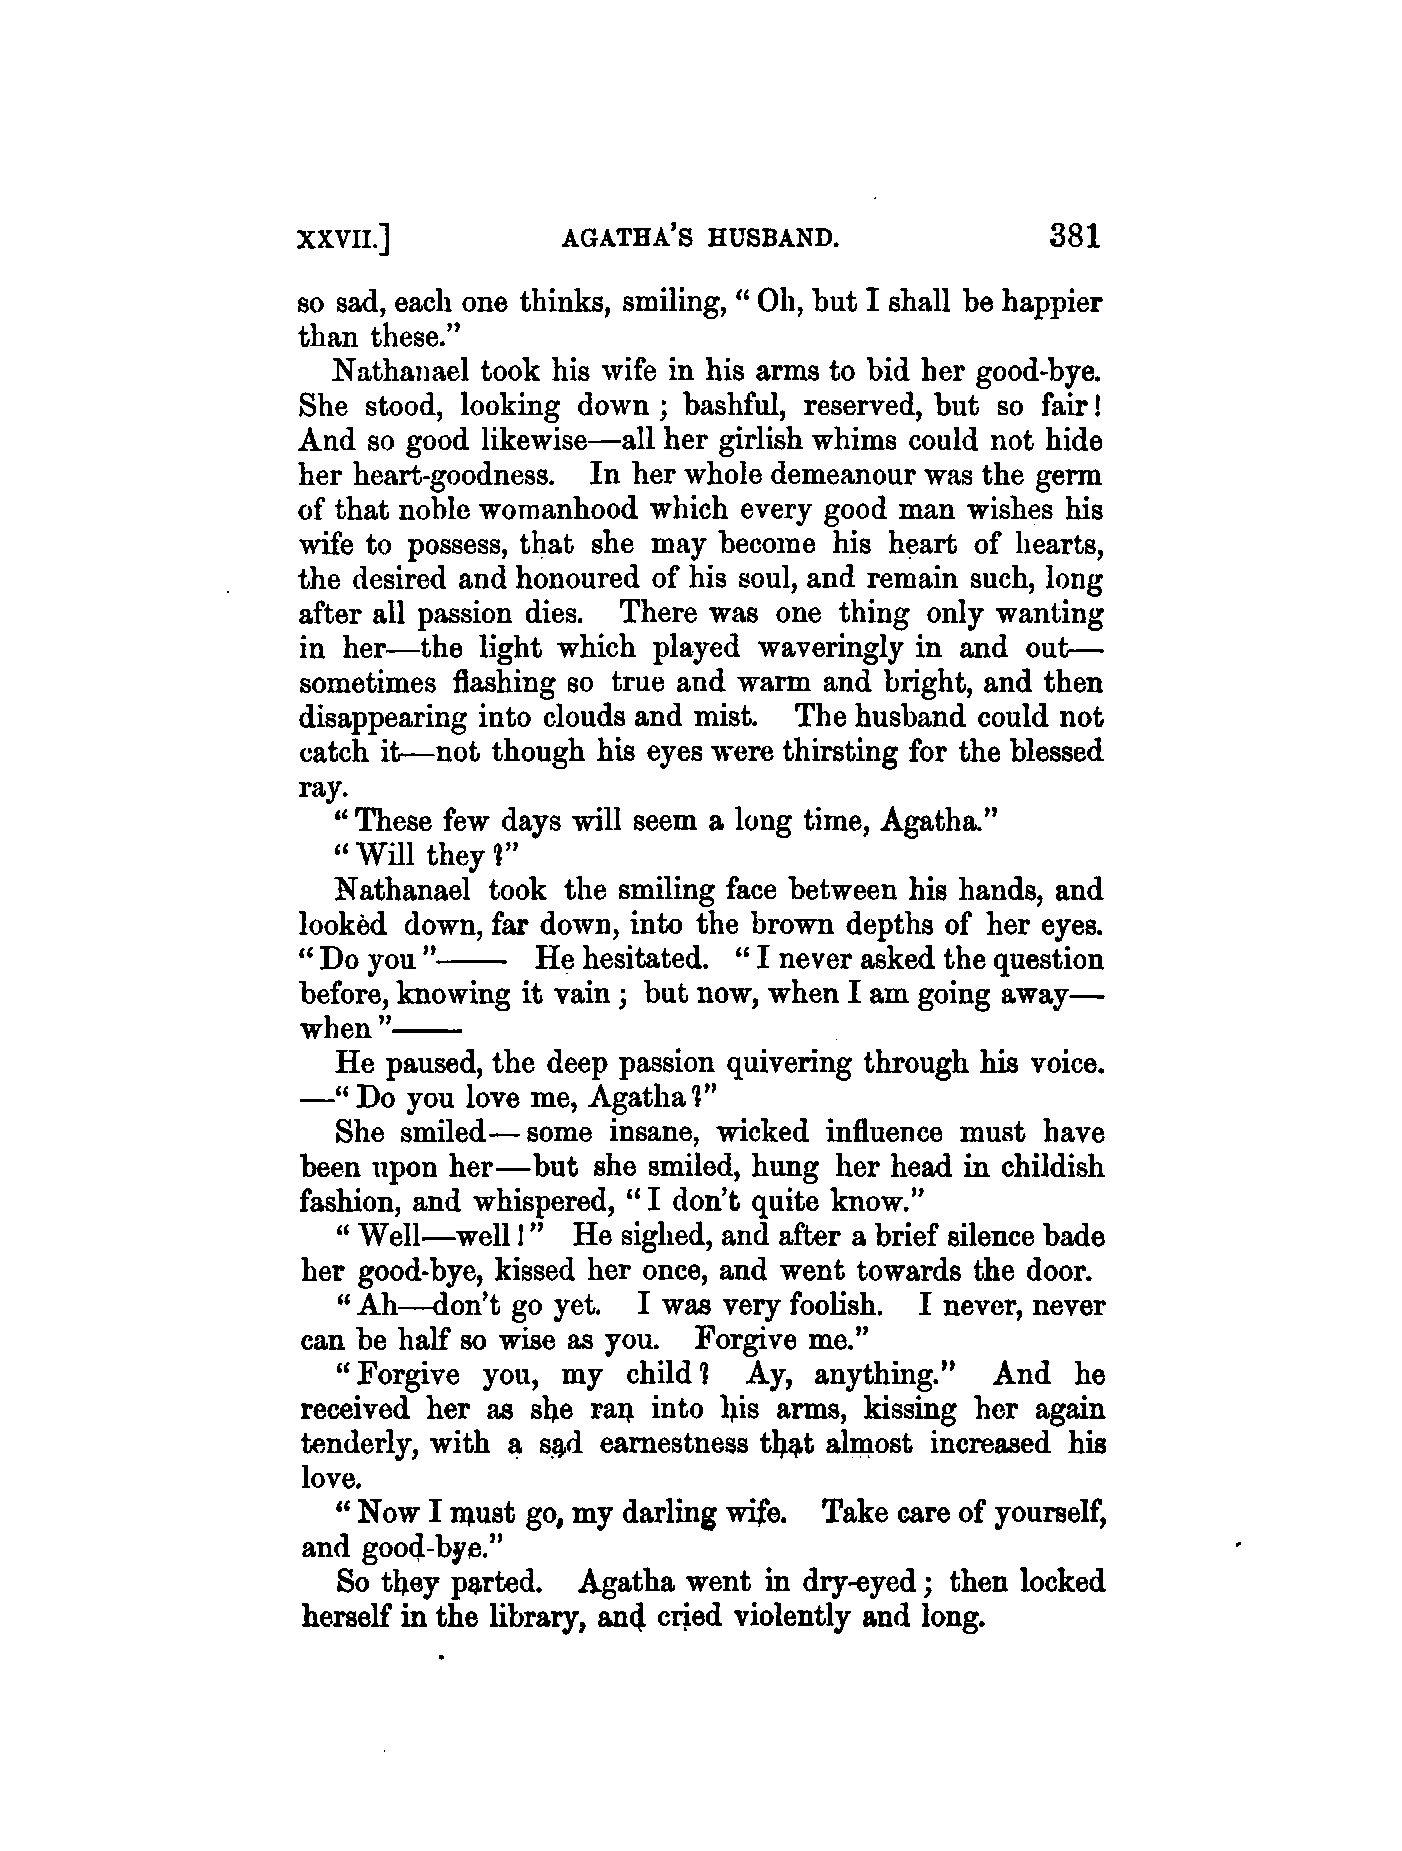 XXVII.] AGATHA'S HUSBAND. 381
so sad, each one thinks, smiling, “Oh, but I shall be happier
than these.”
Nathanael took his wife in his arms to bid her good-bye.
She stood, looking down; bashful, reserved, but so fair!
And so good likewise—all her girlish whims could not hide
her heart-goodness. In her whole demeanour was the germ
of that noble womanhood which every good man wishes his
wife to possess, that she may become his heart of hearts,
the desired and honoured of his soul, and remain such, long
after all passion dies. There was one thing only wanting
in her—the light which played waveringly in and out—
sometimes flashing so true and warm and bright, and then
disappearing into clouds and mist. The husband could not
catch it—not though his eyes were thirsting for the blessed
ray.
“These few days will seem a long time, Agatha.”
“Will they?”
Nathanael took the smiling face between his hands, and
lookèd down, far down, into the brown depths of her eyes.
“Do you”—— He hesitated. “I never asked the question
before, knowing it vain; but now, when I am going away—
when”——
He paused, the deep passion quivering through his voice.
—“Do you love me, Agatha?”
She smiled—some insane, wicked influence must have
been upon her—but she smiled, hung her head in childish
fashion, and whispered, “I don't quite know.”
“Well—well!” He sighed, and after a brief silence bade
her good-bye, kissed her once, and went towards the door.
“Ah—don't go yet. I was very foolish. I never, never
can be half so wise as you. Forgive me.”
“Forgive you, my child? Ay, anything.” And he
received her as she ran into his arms, kissing her again
tenderly, with a sad earnestness that almost increased his
love.
“Now I must go, my darling wife. Take care of yourself,
and good-bye.”
So they parted. Agatha went in dry-eyed; then locked
herself in the library, and cried violently and long.